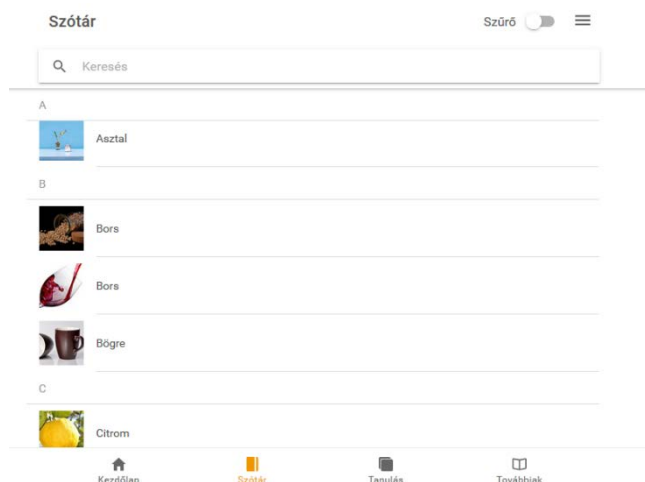 Szótár
Szűrő
Keresés
A
Asztal
B
Bors
Bors
Bögre
C
Citrom
Kezdőlap
Szótár
Tanulás
Továbbiak